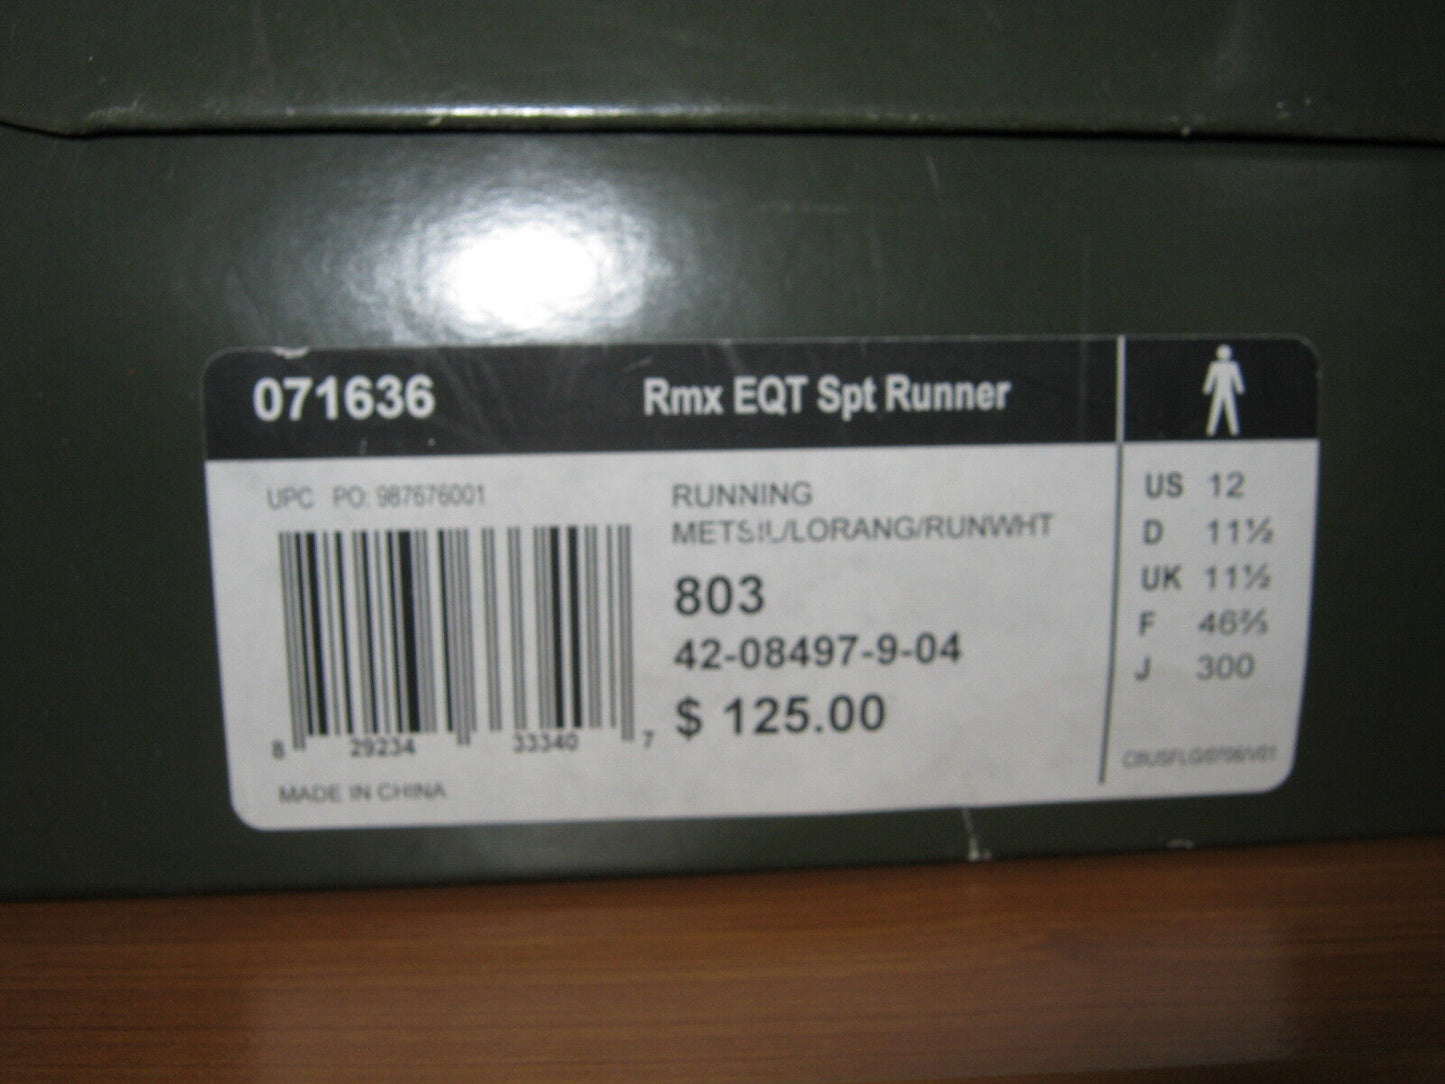 071636 Rmx EQT Spt Runner
UPC PO: 987676001
RUNNING
METSIL/LORANG/RUNWHT
803
42-08497-9-04
$ 125.00
8 29234 33340 7
MADE IN CHINA
US 12
D 11½
UK 11½
F 46⅔
J 300
CBUSFLG/0706/V01